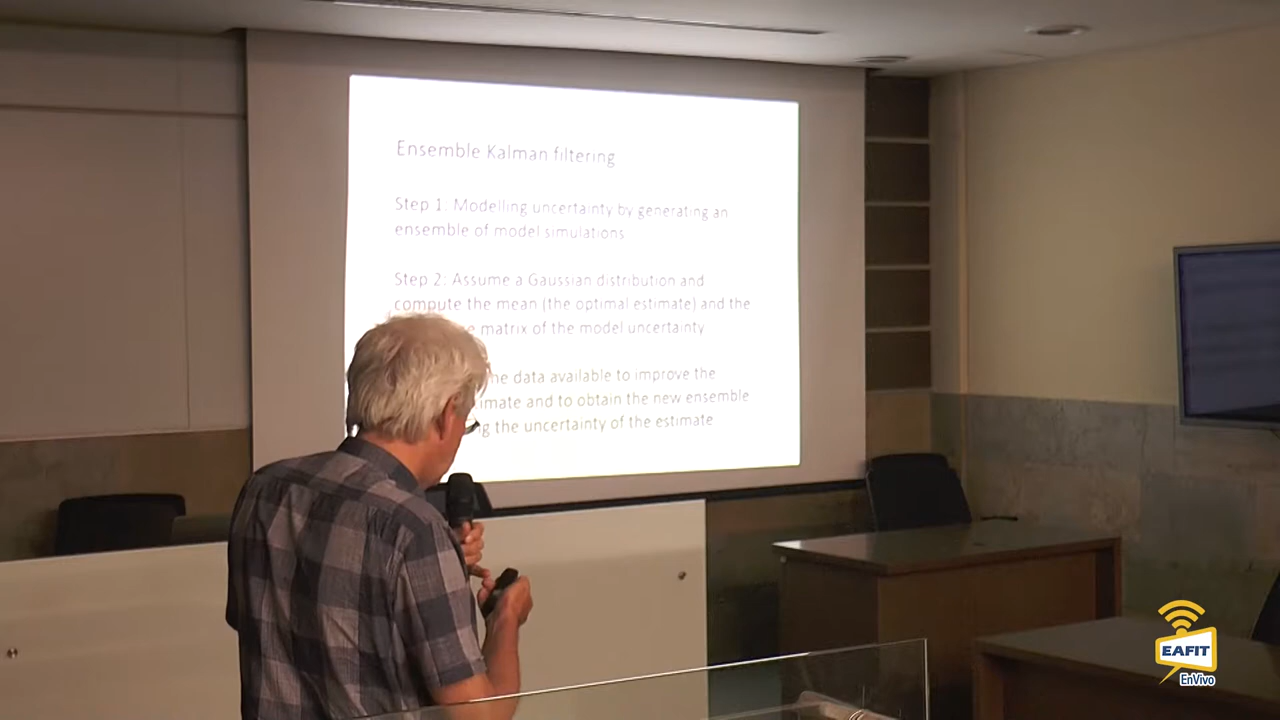 Ensemble Kalman filtering
Step 1. Modelling uncertainty by generating an
ensemble of model simulations
Step 2: Assume a Gaussian distribution and
compute the mean (the optimal estimate) and the
matrix of the model uncertainty
data available to improve the
and to obtain the new ensemble
the uncertainty of the estimate
EAFIT
EnVivo